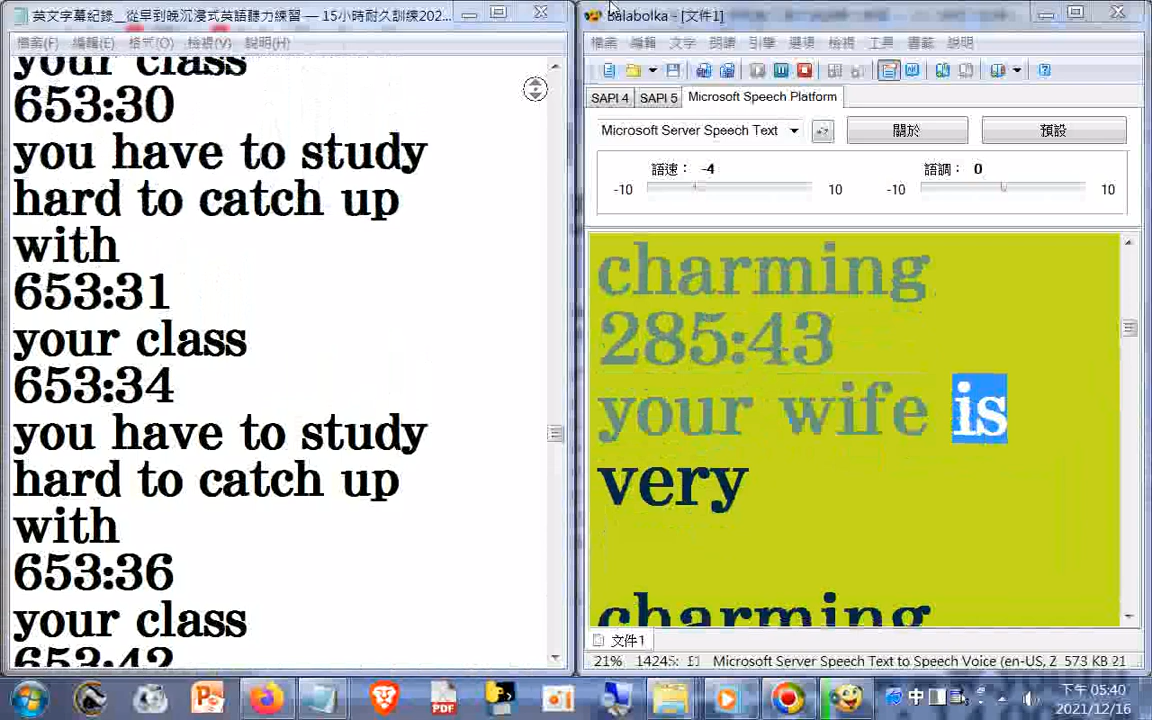 英文字幕紀錄__從早到晚沉浸式英語聽力練習 — 15小時耐久訓練202...
檔案(F) 編輯(E) 格式(O) 檢視(V) 說明(H)
your class
653:30
you have to study
hard to catch up
with
653:31
your class
653:34
you have to study
hard to catch up
with
653:36
your class
653:42
Balabolka - [文件1]
檔案 編輯 文字 朗讀 引擎 選項 檢視 工具 書籤 說明
SAPI 4 SAPI 5 Microsoft Speech Platform
Microsoft Server Speech Text 關於 預設
語速： -4 語調： 0
-10 10 -10 10
charming
285:43
your wife is
very
charming
文件1
21% 14245: Microsoft Server Speech Text to Speech Voice (en-US, Z 573 KB 21
PDF 中 下午 05:40
2021/12/16